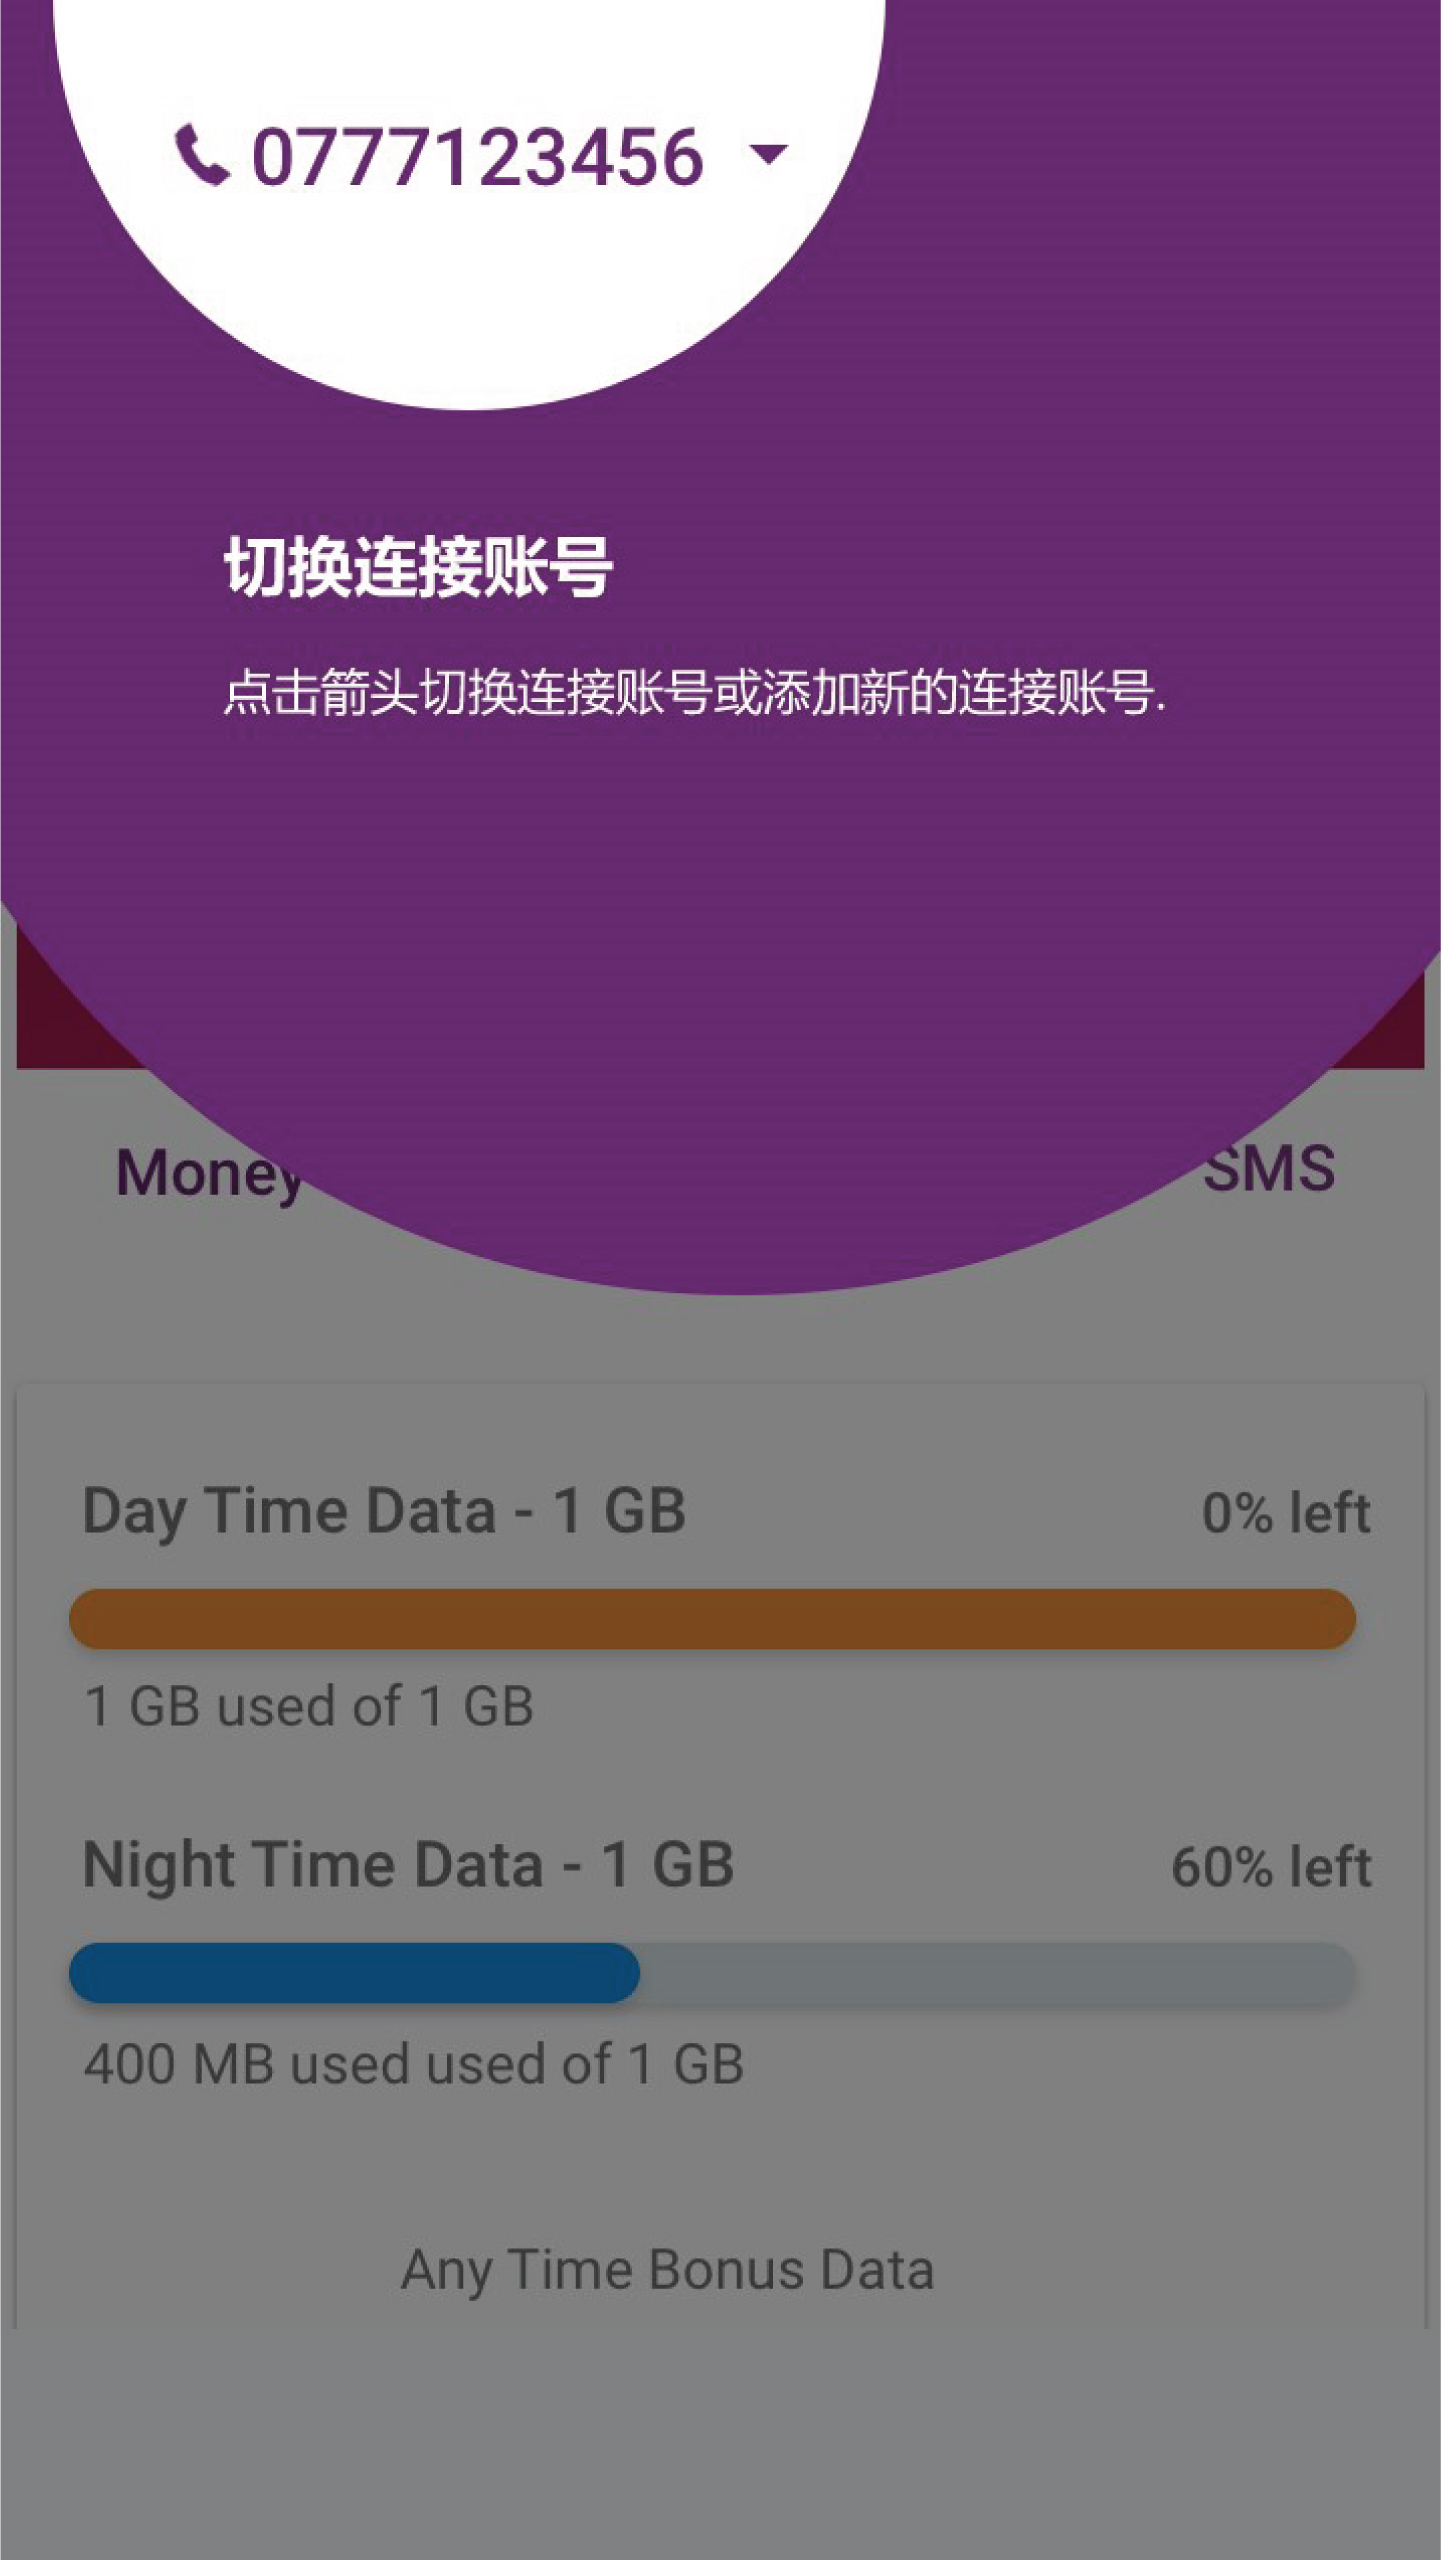 0777123456
切换连接账号
点击箭头切换连接账号或添加新的连接账号.
Money SMS
Day Time Data - 1 GB 0% left
1 GB used of 1 GB
Night Time Data - 1 GB 60% left
400 MB used used of 1 GB
Any Time Bonus Data